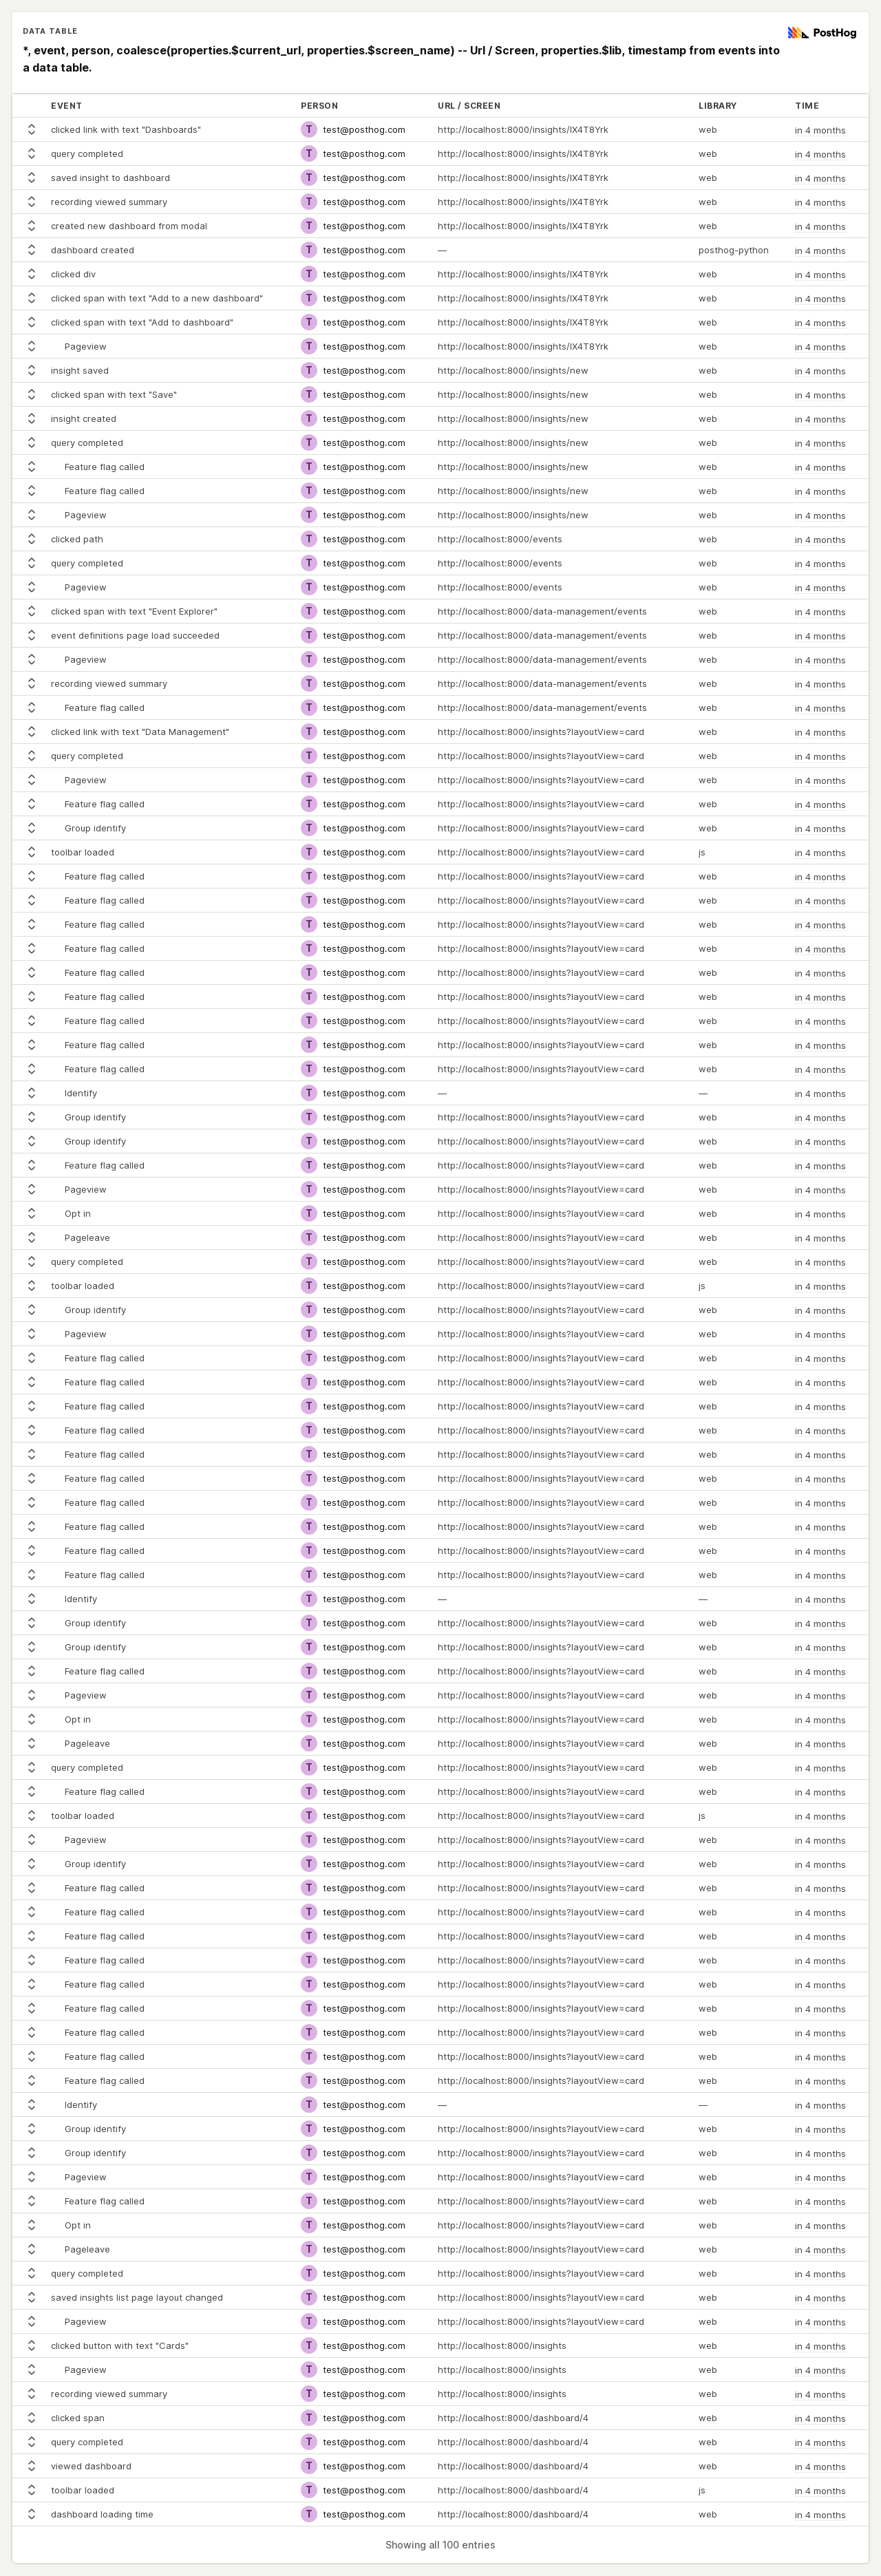 DATA TABLE
*, event, person, coalesce(properties.$current_url, properties.$screen_name) -- Url / Screen, properties.$lib, timestamp from events into
a data table.
PostHog
EVENT PERSON URL / SCREEN LIBRARY TIME
clicked link with text "Dashboards" T test@posthog.com http://localhost:8000/insights/lX4T8Yrk web in 4 months
query completed T test@posthog.com http://localhost:8000/insights/lX4T8Yrk web in 4 months
saved insight to dashboard T test@posthog.com http://localhost:8000/insights/lX4T8Yrk web in 4 months
recording viewed summary T test@posthog.com http://localhost:8000/insights/lX4T8Yrk web in 4 months
created new dashboard from modal T test@posthog.com http://localhost:8000/insights/lX4T8Yrk web in 4 months
dashboard created T test@posthog.com — posthog-python in 4 months
clicked div T test@posthog.com http://localhost:8000/insights/lX4T8Yrk web in 4 months
clicked span with text "Add to a new dashboard" T test@posthog.com http://localhost:8000/insights/lX4T8Yrk web in 4 months
clicked span with text "Add to dashboard" T test@posthog.com http://localhost:8000/insights/lX4T8Yrk web in 4 months
Pageview T test@posthog.com http://localhost:8000/insights/lX4T8Yrk web in 4 months
insight saved T test@posthog.com http://localhost:8000/insights/new web in 4 months
clicked span with text "Save" T test@posthog.com http://localhost:8000/insights/new web in 4 months
insight created T test@posthog.com http://localhost:8000/insights/new web in 4 months
query completed T test@posthog.com http://localhost:8000/insights/new web in 4 months
Feature flag called T test@posthog.com http://localhost:8000/insights/new web in 4 months
Feature flag called T test@posthog.com http://localhost:8000/insights/new web in 4 months
Pageview T test@posthog.com http://localhost:8000/insights/new web in 4 months
clicked path T test@posthog.com http://localhost:8000/events web in 4 months
query completed T test@posthog.com http://localhost:8000/events web in 4 months
Pageview T test@posthog.com http://localhost:8000/events web in 4 months
clicked span with text "Event Explorer" T test@posthog.com http://localhost:8000/data-management/events web in 4 months
event definitions page load succeeded T test@posthog.com http://localhost:8000/data-management/events web in 4 months
Pageview T test@posthog.com http://localhost:8000/data-management/events web in 4 months
recording viewed summary T test@posthog.com http://localhost:8000/data-management/events web in 4 months
Feature flag called T test@posthog.com http://localhost:8000/data-management/events web in 4 months
clicked link with text "Data Management" T test@posthog.com http://localhost:8000/insights?layoutView=card web in 4 months
query completed T test@posthog.com http://localhost:8000/insights?layoutView=card web in 4 months
Pageview T test@posthog.com http://localhost:8000/insights?layoutView=card web in 4 months
Feature flag called T test@posthog.com http://localhost:8000/insights?layoutView=card web in 4 months
Group identify T test@posthog.com http://localhost:8000/insights?layoutView=card web in 4 months
toolbar loaded T test@posthog.com http://localhost:8000/insights?layoutView=card js in 4 months
Feature flag called T test@posthog.com http://localhost:8000/insights?layoutView=card web in 4 months
Feature flag called T test@posthog.com http://localhost:8000/insights?layoutView=card web in 4 months
Feature flag called T test@posthog.com http://localhost:8000/insights?layoutView=card web in 4 months
Feature flag called T test@posthog.com http://localhost:8000/insights?layoutView=card web in 4 months
Feature flag called T test@posthog.com http://localhost:8000/insights?layoutView=card web in 4 months
Feature flag called T test@posthog.com http://localhost:8000/insights?layoutView=card web in 4 months
Feature flag called T test@posthog.com http://localhost:8000/insights?layoutView=card web in 4 months
Feature flag called T test@posthog.com http://localhost:8000/insights?layoutView=card web in 4 months
Feature flag called T test@posthog.com http://localhost:8000/insights?layoutView=card web in 4 months
Identify T test@posthog.com — — in 4 months
Group identify T test@posthog.com http://localhost:8000/insights?layoutView=card web in 4 months
Group identify T test@posthog.com http://localhost:8000/insights?layoutView=card web in 4 months
Feature flag called T test@posthog.com http://localhost:8000/insights?layoutView=card web in 4 months
Pageview T test@posthog.com http://localhost:8000/insights?layoutView=card web in 4 months
Opt in T test@posthog.com http://localhost:8000/insights?layoutView=card web in 4 months
Pageleave T test@posthog.com http://localhost:8000/insights?layoutView=card web in 4 months
query completed T test@posthog.com http://localhost:8000/insights?layoutView=card web in 4 months
toolbar loaded T test@posthog.com http://localhost:8000/insights?layoutView=card js in 4 months
Group identify T test@posthog.com http://localhost:8000/insights?layoutView=card web in 4 months
Pageview T test@posthog.com http://localhost:8000/insights?layoutView=card web in 4 months
Feature flag called T test@posthog.com http://localhost:8000/insights?layoutView=card web in 4 months
Feature flag called T test@posthog.com http://localhost:8000/insights?layoutView=card web in 4 months
Feature flag called T test@posthog.com http://localhost:8000/insights?layoutView=card web in 4 months
Feature flag called T test@posthog.com http://localhost:8000/insights?layoutView=card web in 4 months
Feature flag called T test@posthog.com http://localhost:8000/insights?layoutView=card web in 4 months
Feature flag called T test@posthog.com http://localhost:8000/insights?layoutView=card web in 4 months
Feature flag called T test@posthog.com http://localhost:8000/insights?layoutView=card web in 4 months
Feature flag called T test@posthog.com http://localhost:8000/insights?layoutView=card web in 4 months
Feature flag called T test@posthog.com http://localhost:8000/insights?layoutView=card web in 4 months
Feature flag called T test@posthog.com http://localhost:8000/insights?layoutView=card web in 4 months
Identify T test@posthog.com — — in 4 months
Group identify T test@posthog.com http://localhost:8000/insights?layoutView=card web in 4 months
Group identify T test@posthog.com http://localhost:8000/insights?layoutView=card web in 4 months
Feature flag called T test@posthog.com http://localhost:8000/insights?layoutView=card web in 4 months
Pageview T test@posthog.com http://localhost:8000/insights?layoutView=card web in 4 months
Opt in T test@posthog.com http://localhost:8000/insights?layoutView=card web in 4 months
Pageleave T test@posthog.com http://localhost:8000/insights?layoutView=card web in 4 months
query completed T test@posthog.com http://localhost:8000/insights?layoutView=card web in 4 months
Feature flag called T test@posthog.com http://localhost:8000/insights?layoutView=card web in 4 months
toolbar loaded T test@posthog.com http://localhost:8000/insights?layoutView=card js in 4 months
Pageview T test@posthog.com http://localhost:8000/insights?layoutView=card web in 4 months
Group identify T test@posthog.com http://localhost:8000/insights?layoutView=card web in 4 months
Feature flag called T test@posthog.com http://localhost:8000/insights?layoutView=card web in 4 months
Feature flag called T test@posthog.com http://localhost:8000/insights?layoutView=card web in 4 months
Feature flag called T test@posthog.com http://localhost:8000/insights?layoutView=card web in 4 months
Feature flag called T test@posthog.com http://localhost:8000/insights?layoutView=card web in 4 months
Feature flag called T test@posthog.com http://localhost:8000/insights?layoutView=card web in 4 months
Feature flag called T test@posthog.com http://localhost:8000/insights?layoutView=card web in 4 months
Feature flag called T test@posthog.com http://localhost:8000/insights?layoutView=card web in 4 months
Feature flag called T test@posthog.com http://localhost:8000/insights?layoutView=card web in 4 months
Feature flag called T test@posthog.com http://localhost:8000/insights?layoutView=card web in 4 months
Identify T test@posthog.com — — in 4 months
Group identify T test@posthog.com http://localhost:8000/insights?layoutView=card web in 4 months
Group identify T test@posthog.com http://localhost:8000/insights?layoutView=card web in 4 months
Pageview T test@posthog.com http://localhost:8000/insights?layoutView=card web in 4 months
Feature flag called T test@posthog.com http://localhost:8000/insights?layoutView=card web in 4 months
Opt in T test@posthog.com http://localhost:8000/insights?layoutView=card web in 4 months
Pageleave T test@posthog.com http://localhost:8000/insights?layoutView=card web in 4 months
query completed T test@posthog.com http://localhost:8000/insights?layoutView=card web in 4 months
saved insights list page layout changed T test@posthog.com http://localhost:8000/insights?layoutView=card web in 4 months
Pageview T test@posthog.com http://localhost:8000/insights?layoutView=card web in 4 months
clicked button with text "Cards" T test@posthog.com http://localhost:8000/insights web in 4 months
Pageview T test@posthog.com http://localhost:8000/insights web in 4 months
recording viewed summary T test@posthog.com http://localhost:8000/insights web in 4 months
clicked span T test@posthog.com http://localhost:8000/dashboard/4 web in 4 months
query completed T test@posthog.com http://localhost:8000/dashboard/4 web in 4 months
viewed dashboard T test@posthog.com http://localhost:8000/dashboard/4 web in 4 months
toolbar loaded T test@posthog.com http://localhost:8000/dashboard/4 js in 4 months
dashboard loading time T test@posthog.com http://localhost:8000/dashboard/4 web in 4 months
Showing all 100 entries